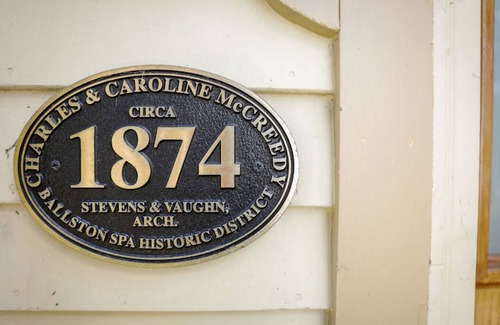 CHARLES & CAROLINE McCREEDY
CIRCA
1874
STEVENS & VAUGHN,
ARCH.
BALLSTON SPA HISTORIC DISTRICT